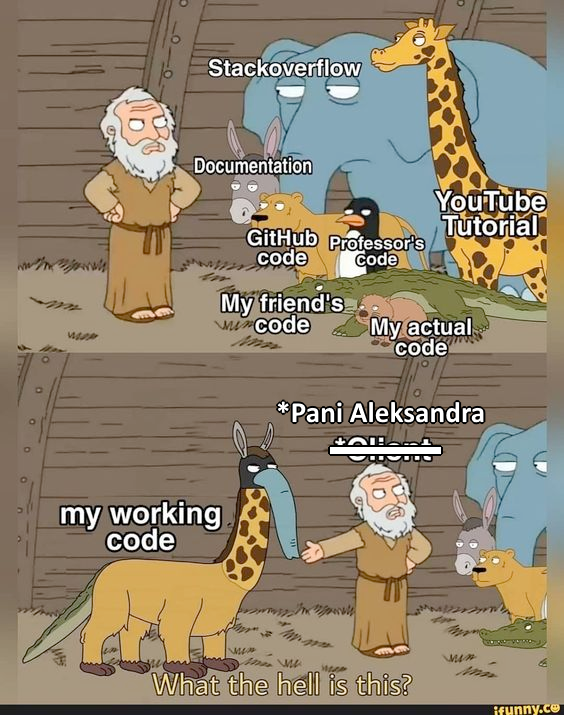 Stackoverflow
Documentation
YouTube
Tutorial
GitHub
code
Professor's
code
My friend's
code
My actual
code
*Pani Aleksandra
*Client
my working
code
What the hell is this?
ifunny.co